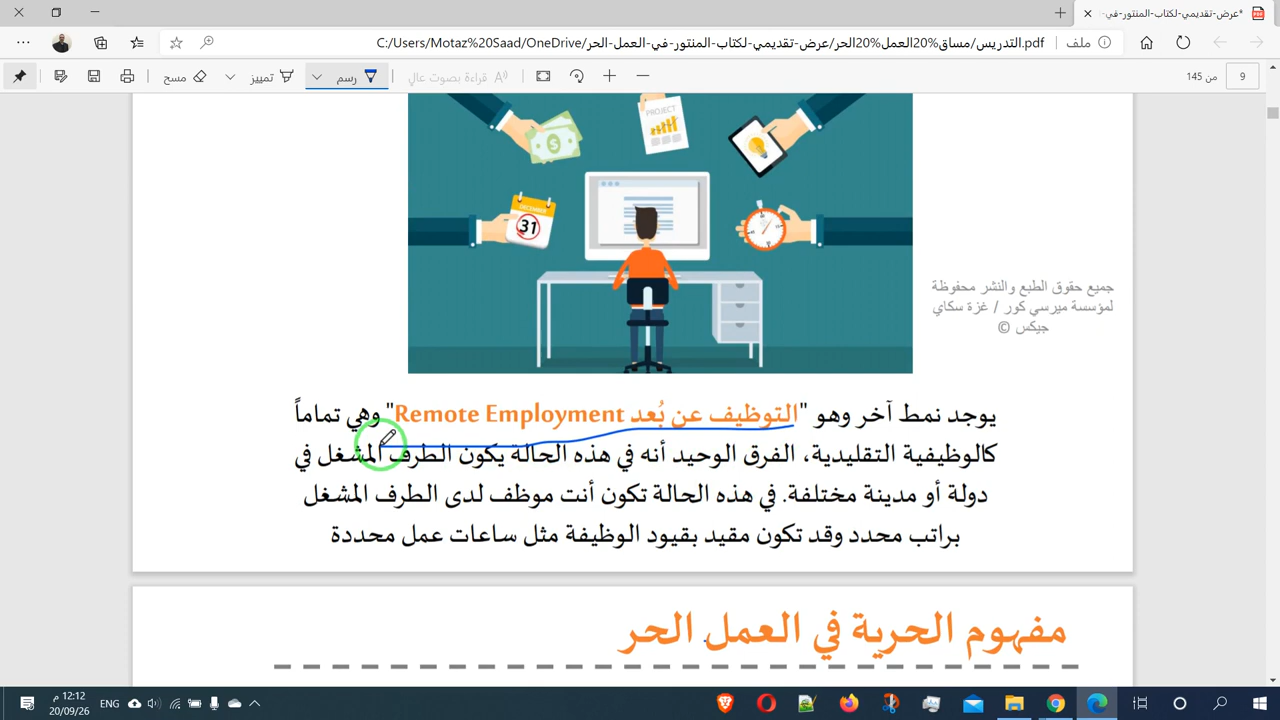 *عرض-تقديمي-لكتاب-المنتور-في-
C:/Users/Motaz%20Saad/OneDrive/التدريس/مساق%20العمل%20الحر/عرض-تقديمي-لكتاب-المنتور-في-العمل-الحر.pdf
ملف
مسح
تمييز
رسم
قراءة بصوت عالٍ
9 من 145
PROJECT
DECEMBER
31
جميع حقوق الطبع والنشر محفوظة
لمؤسسة ميرسي كور / غزة سكاي
جيكس ©
يوجد نمط آخر وهو "التوظيف عن بُعد Remote Employment" وهي تماماً
كالوظيفية التقليدية، الفرق الوحيد أنه في هذه الحالة يكون الطرف المشغل في
دولة أو مدينة مختلفة. في هذه الحالة تكون أنت موظف لدى الطرف المشغل
براتب محدد وقد تكون مقيد بقيود الوظيفة مثل ساعات عمل محددة
مفهوم الحرية في العمل الحر
ENG
12:12 م
20/09/26